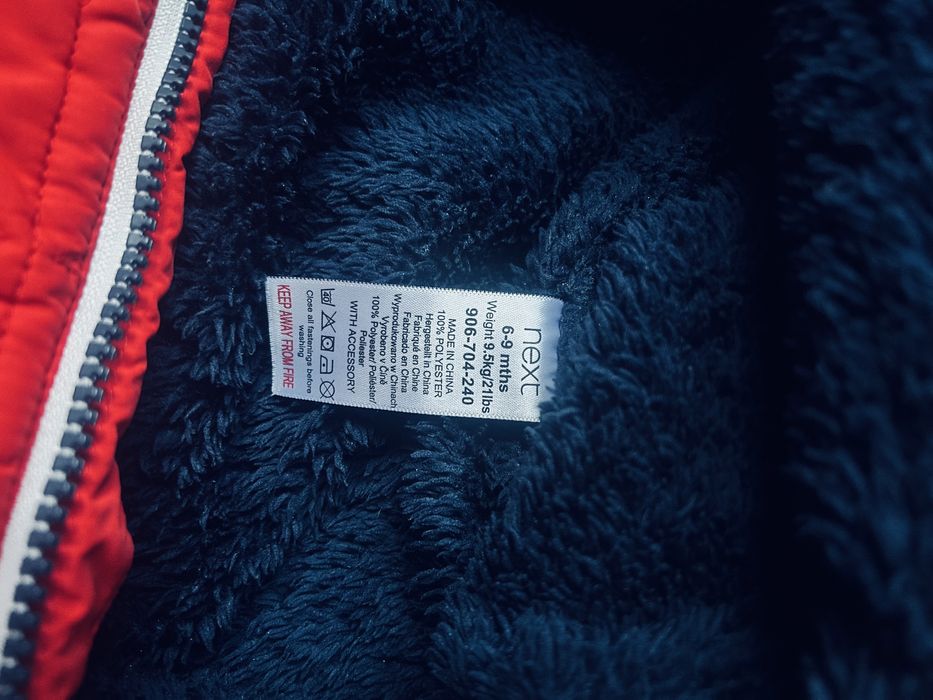 next
6-9 mths
Weight 9.5kg/21lbs
906-704-240
MADE IN CHINA
100% POLYESTER
Hergestellt in China
Fabriqué en Chine
Fabricado en China
Wyprodukowano w Chinach
Vyrobeno v Číně
100% Polyester/ Poliéster/
Poliester
WITH ACCESSORY
40
Close all fastenings before
washing
KEEP AWAY FROM FIRE